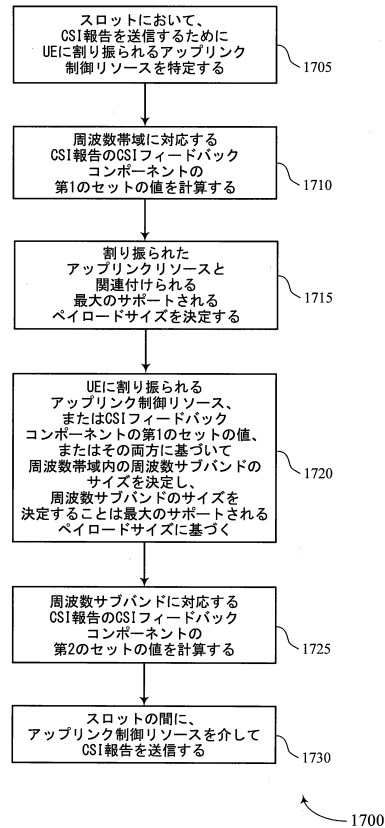 スロットにおいて、
CSI報告を送信するために
UEに割り振られるアップリンク
制御リソースを特定する
1705
周波数帯域に対応する
CSI報告のCSIフィードバック
コンポーネントの
第1のセットの値を計算する
1710
割り振られた
アップリンクリソースと
関連付けられる
最大のサポートされる
ペイロードサイズを決定する
1715
UEに割り振られる
アップリンク制御リソース、
またはCSIフィードバック
コンポーネントの第1のセットの値、
またはその両方に基づいて
周波数帯域内の周波数サブバンドの
サイズを決定し、
周波数サブバンドのサイズを
決定することは最大のサポートされる
ペイロードサイズに基づく
1720
周波数サブバンドに対応する
CSI報告のCSIフィードバック
コンポーネントの
第2のセットの値を計算する
1725
スロットの間に、
アップリンク制御リソースを介して
CSI報告を送信する
1730
1700